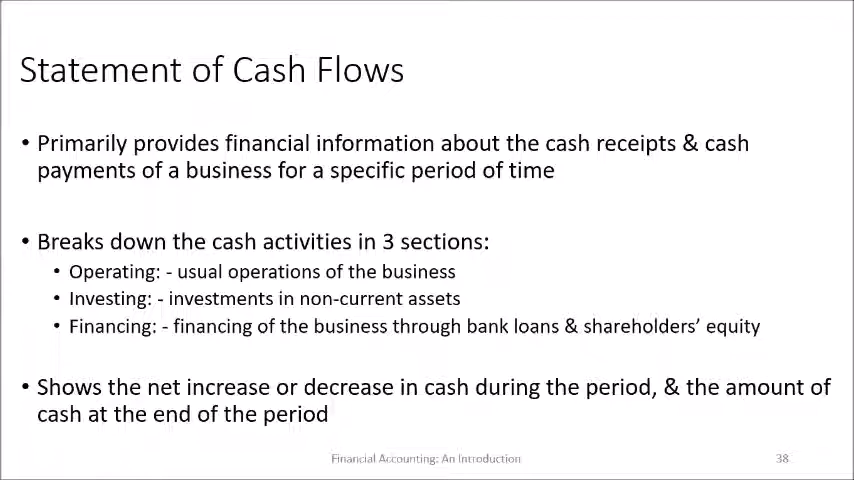 Statement of Cash Flows
• Primarily provides financial information about the cash receipts & cash
payments of a business for a specific period of time
• Breaks down the cash activities in 3 sections:
• Operating: - usual operations of the business
• Investing: - investments in non-current assets
• Financing: - financing of the business through bank loans & shareholders’ equity
• Shows the net increase or decrease in cash during the period, & the amount of
cash at the end of the period
Financial Accounting: An Introduction
38